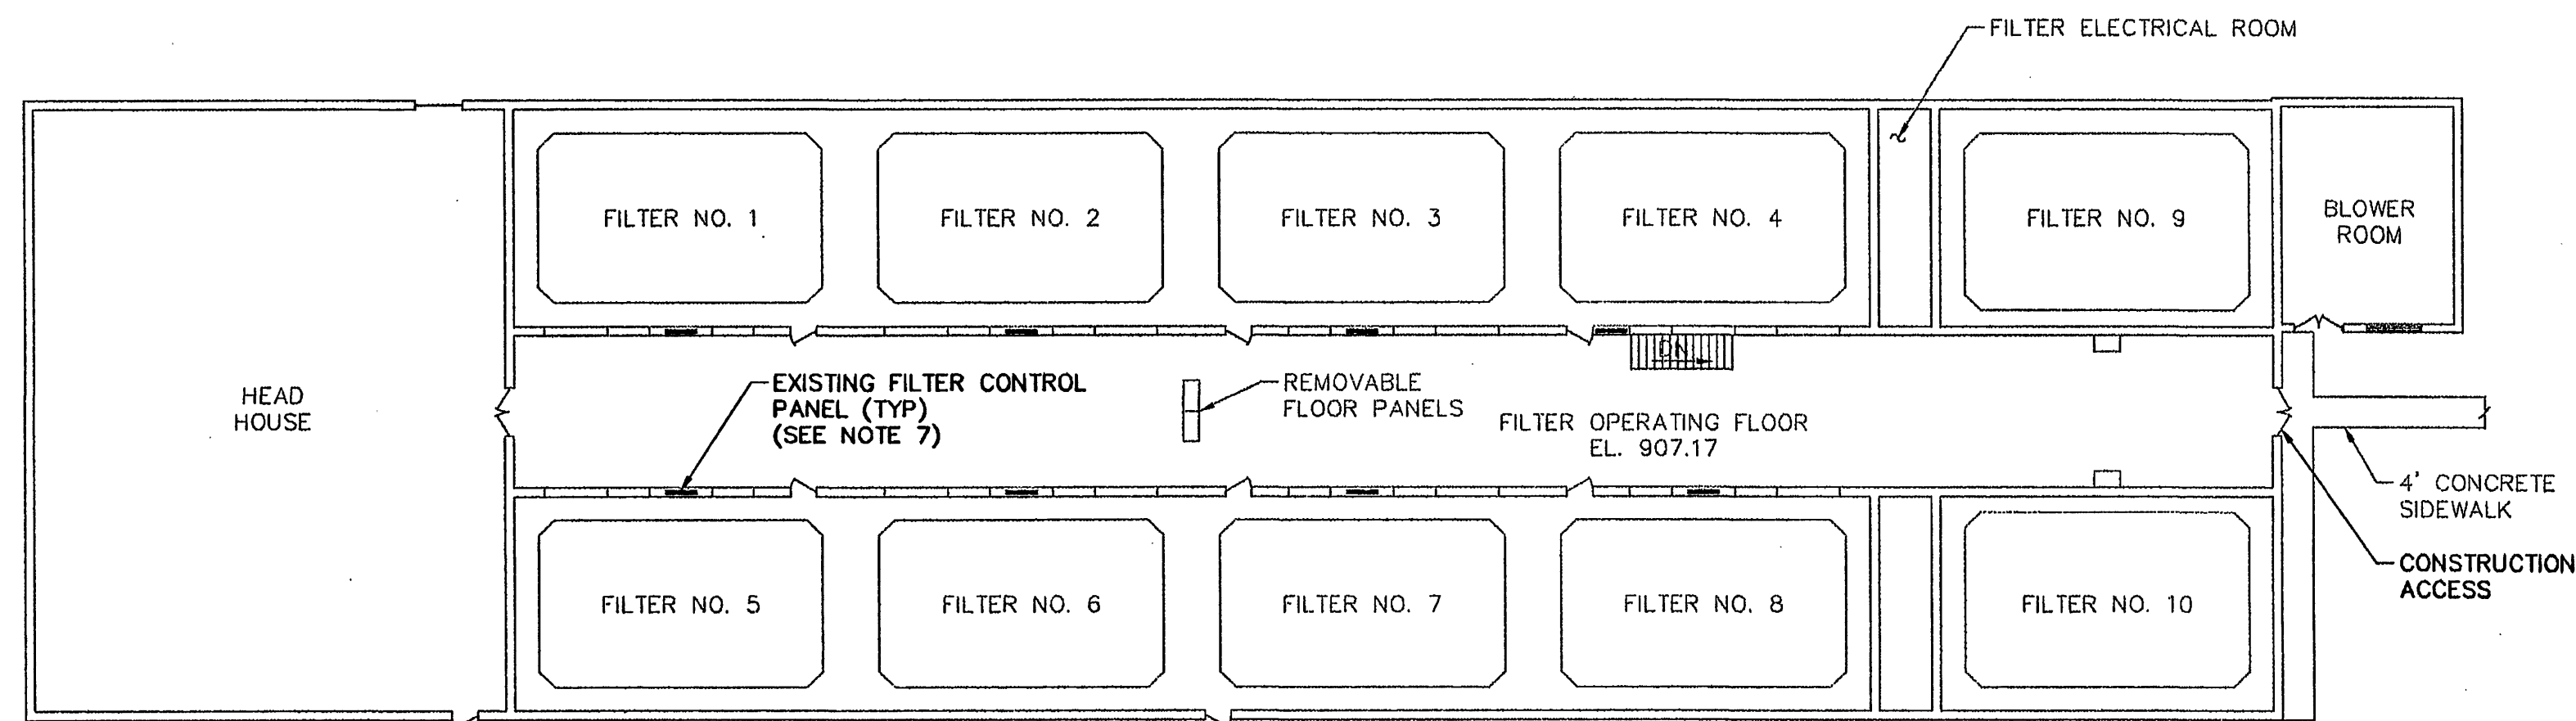 FILTER ELECTRICAL ROOM
FILTER NO. 1
FILTER NO. 2
FILTER NO. 3
FILTER NO. 4
FILTER NO. 9
BLOWER
ROOM
DN
HEAD
HOUSE
EXISTING FILTER CONTROL
PANEL (TYP)
(SEE NOTE 7)
REMOVABLE
FLOOR PANELS
FILTER OPERATING FLOOR
EL. 907.17
4' CONCRETE
SIDEWALK
CONSTRUCTION
ACCESS
FILTER NO. 5
FILTER NO. 6
FILTER NO. 7
FILTER NO. 8
FILTER NO. 10